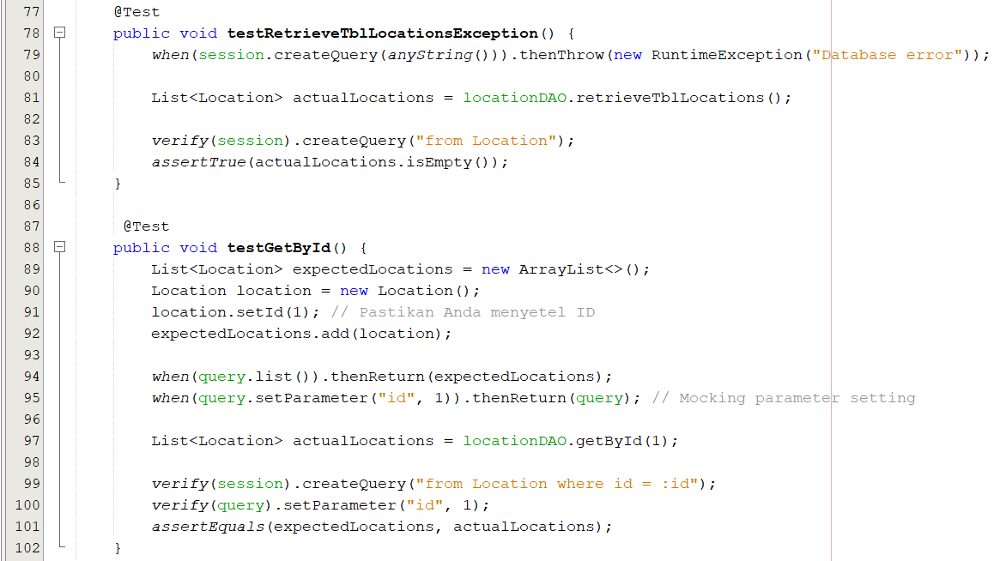 77 @Test
78 public void testRetrieveTblLocationsException() {
79 when(session.createQuery(anyString())).thenThrow(new RuntimeException("Database error"));
80
81 List<Location> actualLocations = locationDAO.retrieveTblLocations();
82
83 verify(session).createQuery("from Location");
84 assertTrue(actualLocations.isEmpty());
85 }
86
87 @Test
88 public void testGetById() {
89 List<Location> expectedLocations = new ArrayList<>();
90 Location location = new Location();
91 location.setId(1); // Pastikan Anda menyetel ID
92 expectedLocations.add(location);
93
94 when(query.list()).thenReturn(expectedLocations);
95 when(query.setParameter("id", 1)).thenReturn(query); // Mocking parameter setting
96
97 List<Location> actualLocations = locationDAO.getById(1);
98
99 verify(session).createQuery("from Location where id = :id");
100 verify(query).setParameter("id", 1);
101 assertEquals(expectedLocations, actualLocations);
102 }